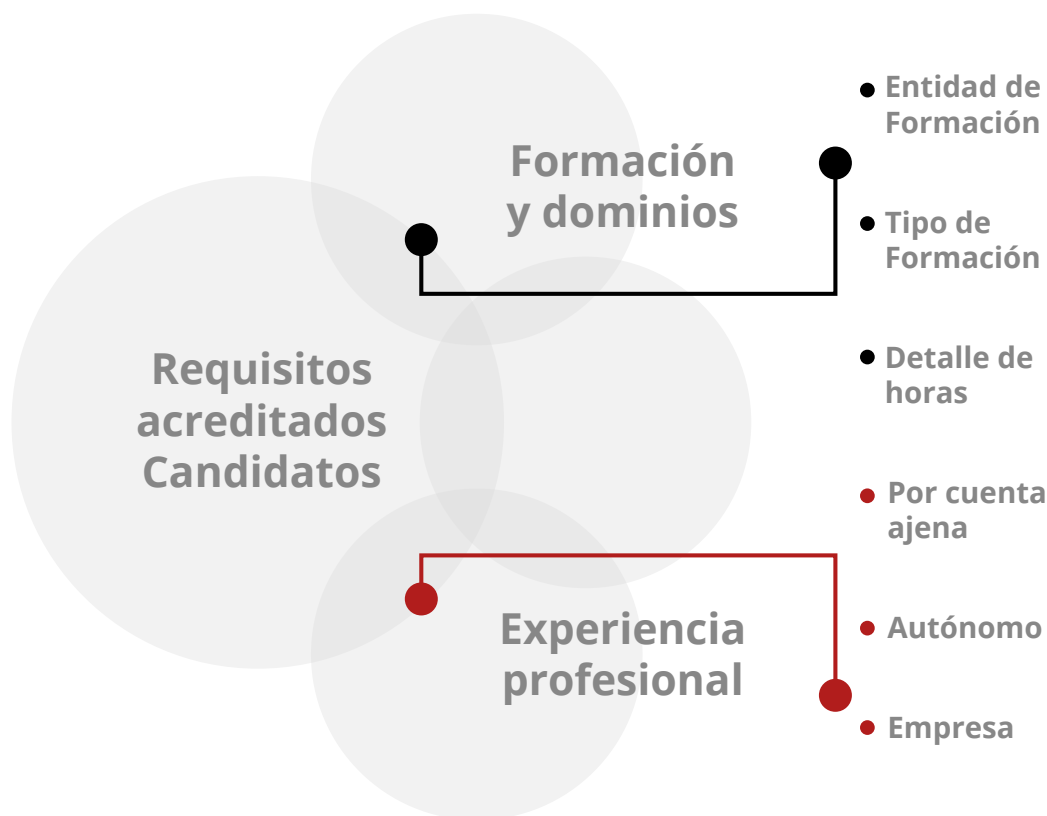 Formación
y dominios
Requisitos
acreditados
Candidatos
Experiencia
profesional
Entidad de
Formación
Tipo de
Formación
Detalle de
horas
Por cuenta
ajena
Autónomo
Empresa